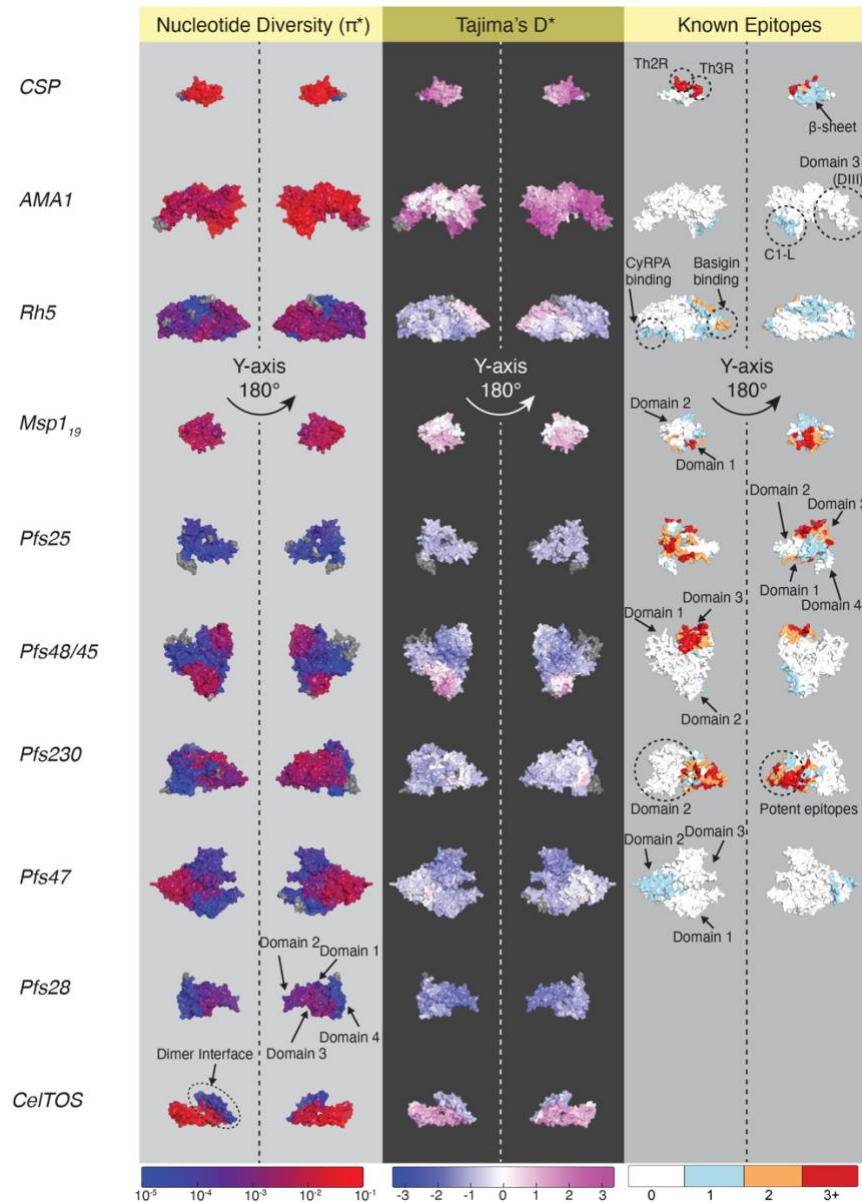 Nucleotide Diversity (π*)
Tajima's D*
Known Epitopes
CSP
Th2R
Th3R
β-sheet
AMA1
Domain 3
(DIII)
C1-L
Rh5
CyRPA
binding
Basigin
binding
Y-axis
180°
Y-axis
180°
Y-axis
180°
Msp1₁₉
Domain 2
Domain 1
Pfs25
Domain 2
Domain 3
Domain 1
Domain 4
Pfs48/45
Domain 1
Domain 3
Domain 2
Pfs230
Domain 2
Potent epitopes
Pfs47
Domain 2
Domain 3
Domain 1
Pfs28
Domain 2
Domain 1
Domain 3
Domain 4
CelTOS
Dimer Interface
10⁻⁵ 10⁻⁴ 10⁻³ 10⁻² 10⁻¹
-3 -2 -1 0 1 2 3
0 1 2 3+